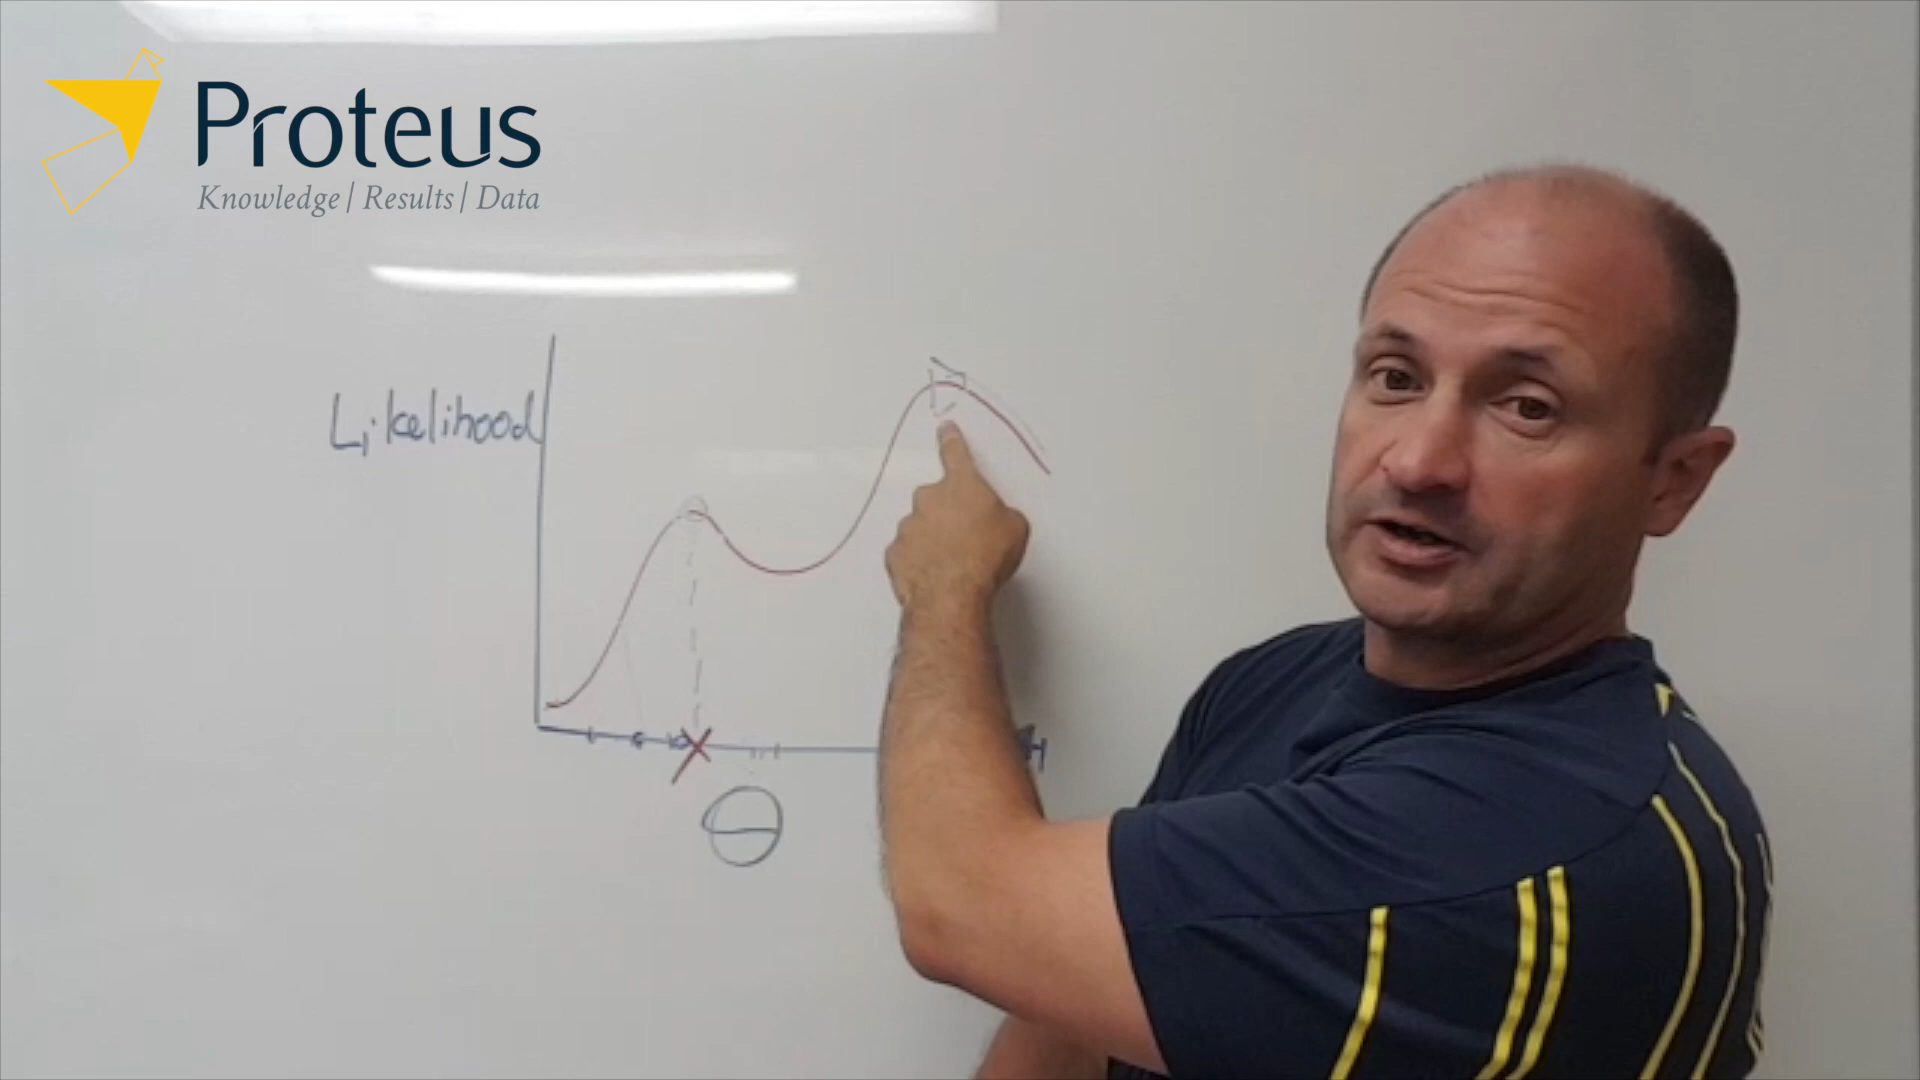 Proteus
Knowledge | Results | Data
Likelihood
Θ